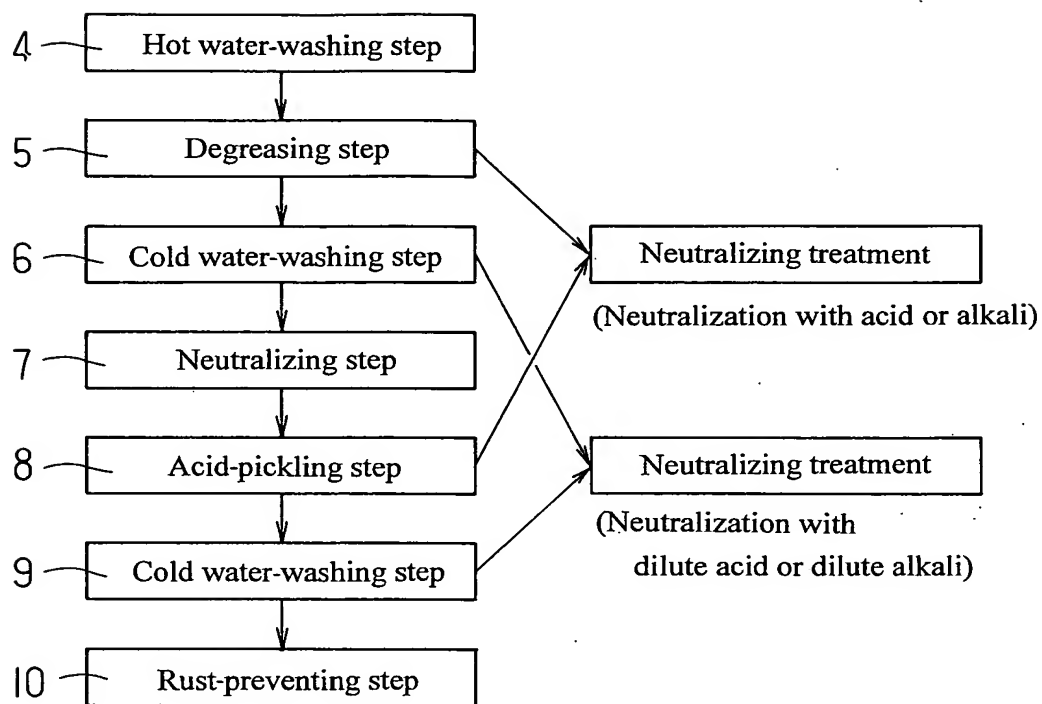 4 Hot water-washing step
5 Degreasing step
6 Cold water-washing step
7 Neutralizing step
8 Acid-pickling step
9 Cold water-washing step
10 Rust-preventing step
Neutralizing treatment
(Neutralization with acid or alkali)
Neutralizing treatment
(Neutralization with
dilute acid or dilute alkali)